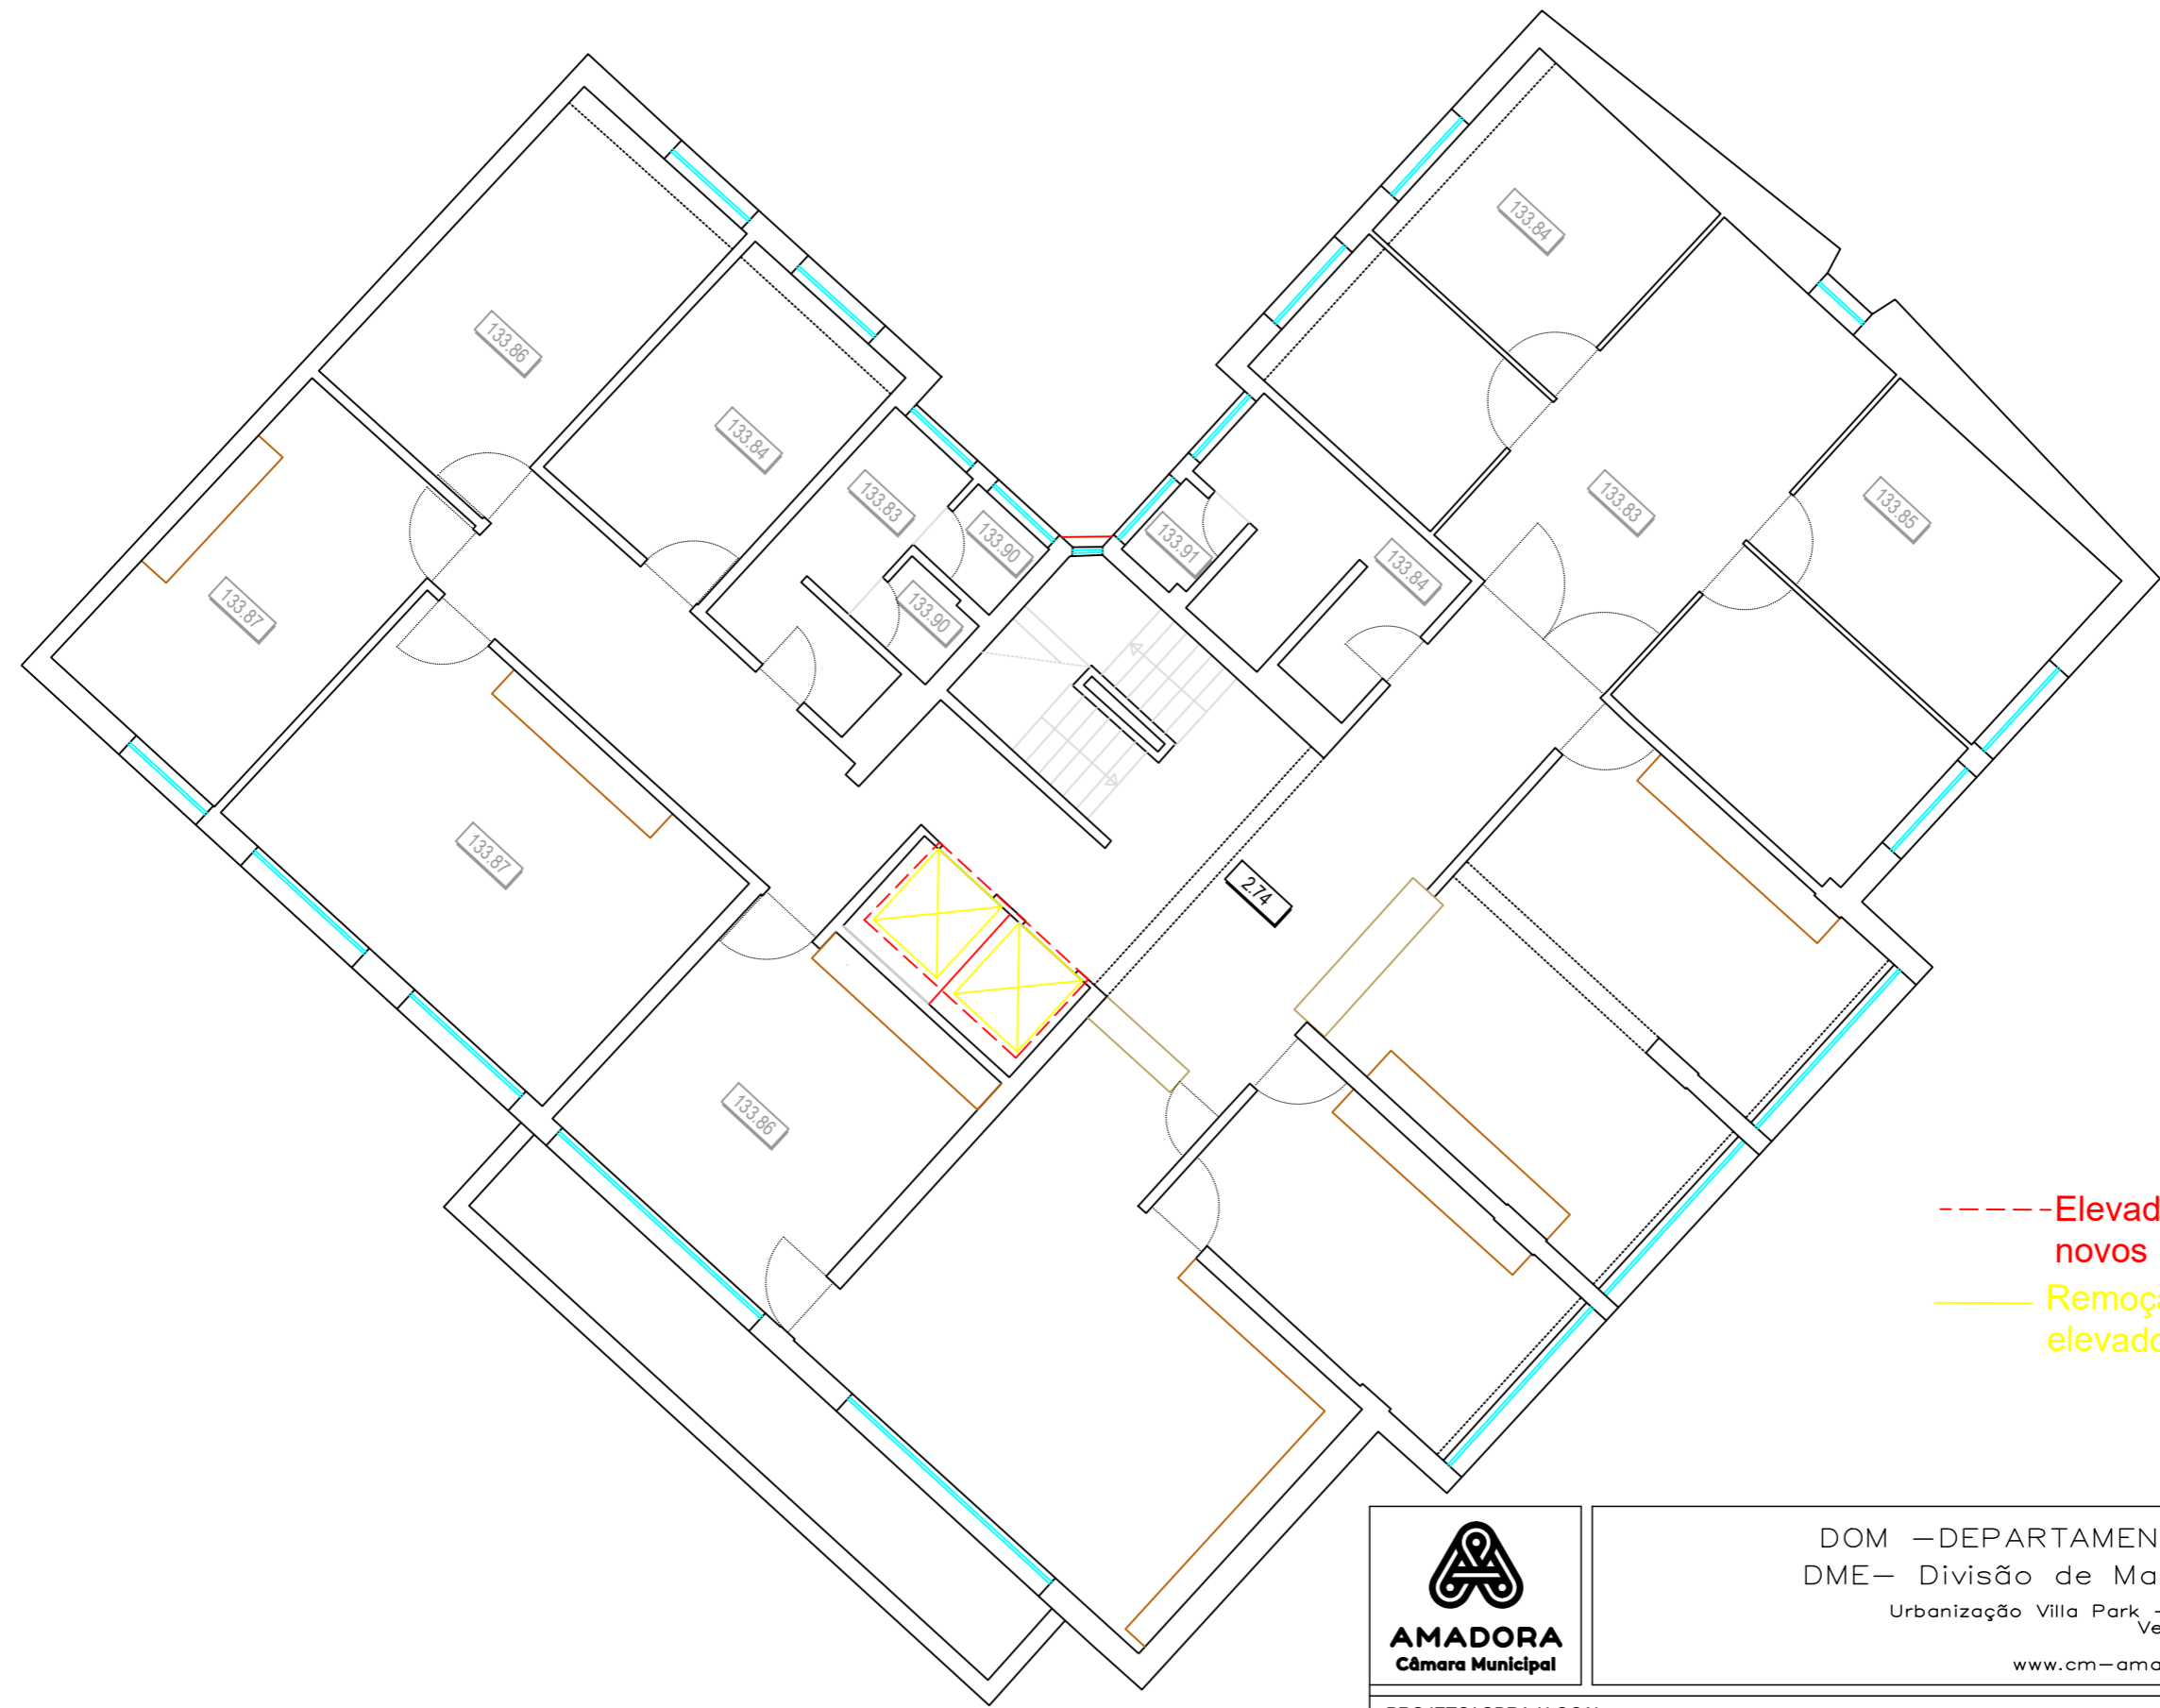 133.84
133.86
133.84
133.83
133.85
133.83
133.90
133.91
133.84
133.87
133.90
133.87
2.74
133.86
Elevad
novos
Remoç
elevad
DOM -DEPARTAMEN
DME- Divisão de Ma
Urbanização Villa Park -
Ve
AMADORA
Câmara Municipal
www.cm-ama